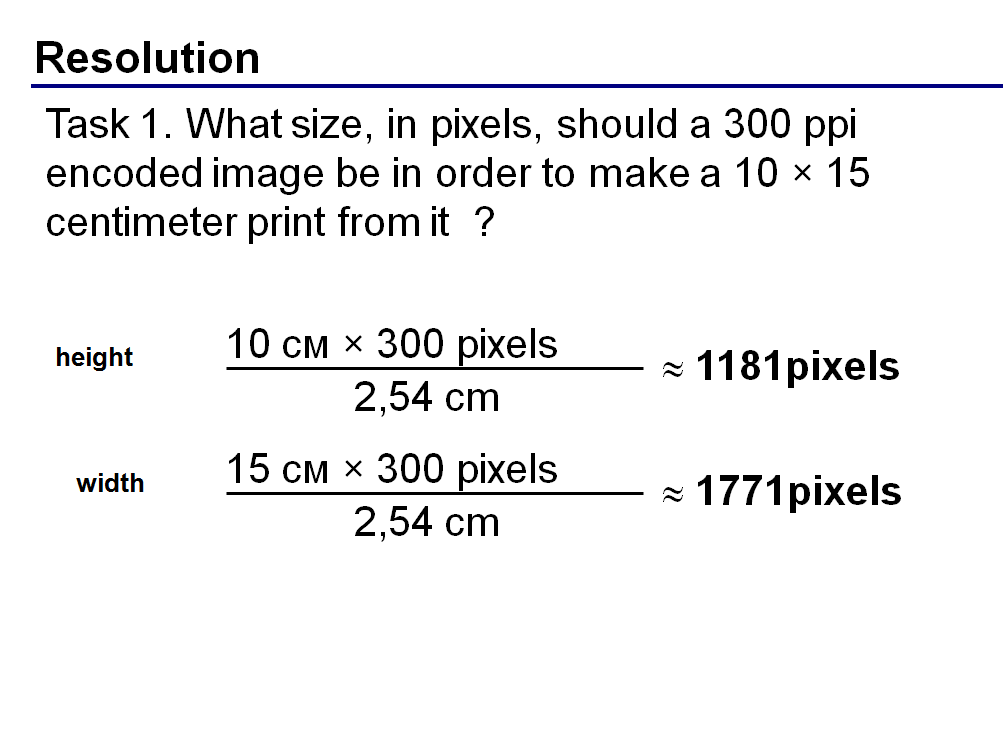 Resolution
Task 1. What size, in pixels, should a 300 ppi
encoded image be in order to make a 10 × 15
centimeter print from it ?
height
10 см × 300 pixels
2,54 cm
≈ 1181pixels
width
15 см × 300 pixels
2,54 cm
≈ 1771pixels